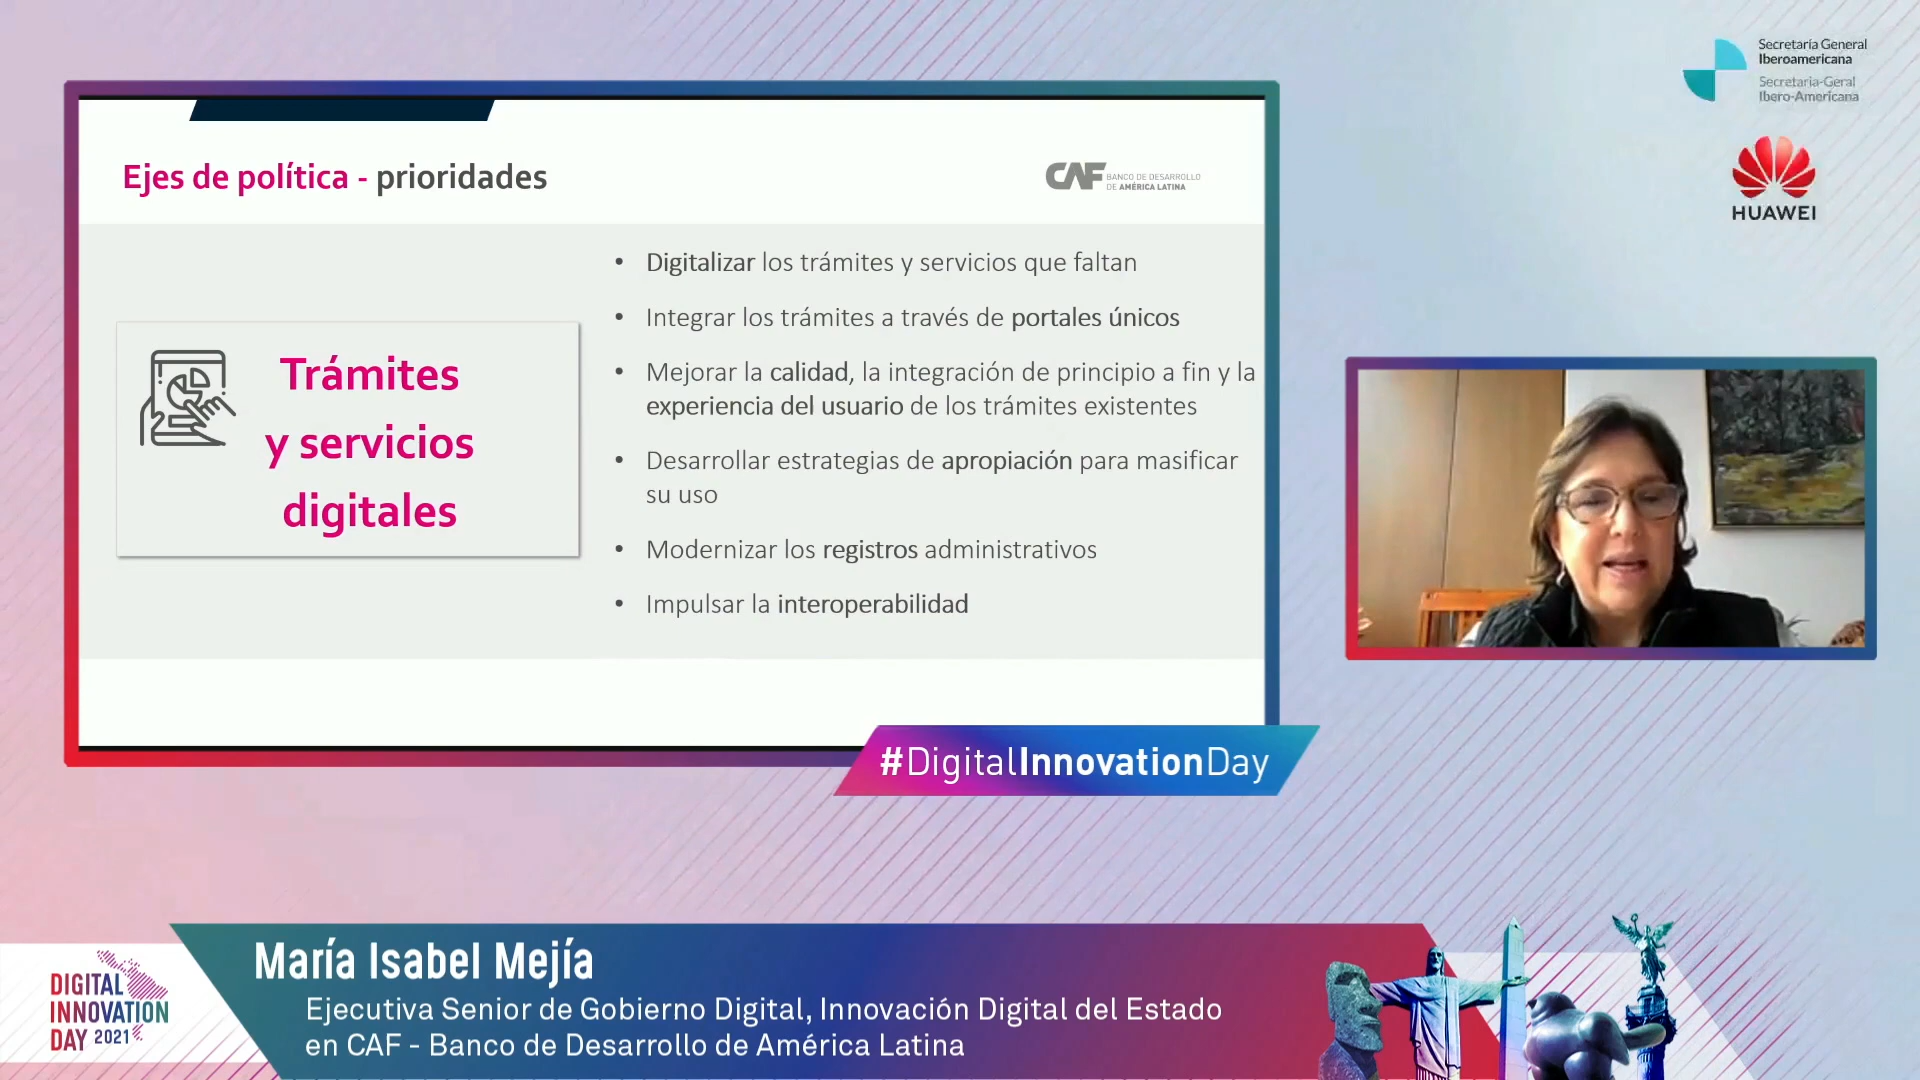 Secretaría General
Iberoamericana
Secretaria-Geral
Ibero-Americana
HUAWEI
Ejes de política - prioridades
CAF BANCO DE DESARROLLO
DE AMÉRICA LATINA
Trámites
y servicios
digitales
• Digitalizar los trámites y servicios que faltan
• Integrar los trámites a través de portales únicos
• Mejorar la calidad, la integración de principio a fin y la
experiencia del usuario de los trámites existentes
• Desarrollar estrategias de apropiación para masificar
su uso
• Modernizar los registros administrativos
• Impulsar la interoperabilidad
#DigitalInnovationDay
DIGITAL
INNOVATION
DAY 2021
María Isabel Mejía
Ejecutiva Senior de Gobierno Digital, Innovación Digital del Estado
en CAF - Banco de Desarrollo de América Latina